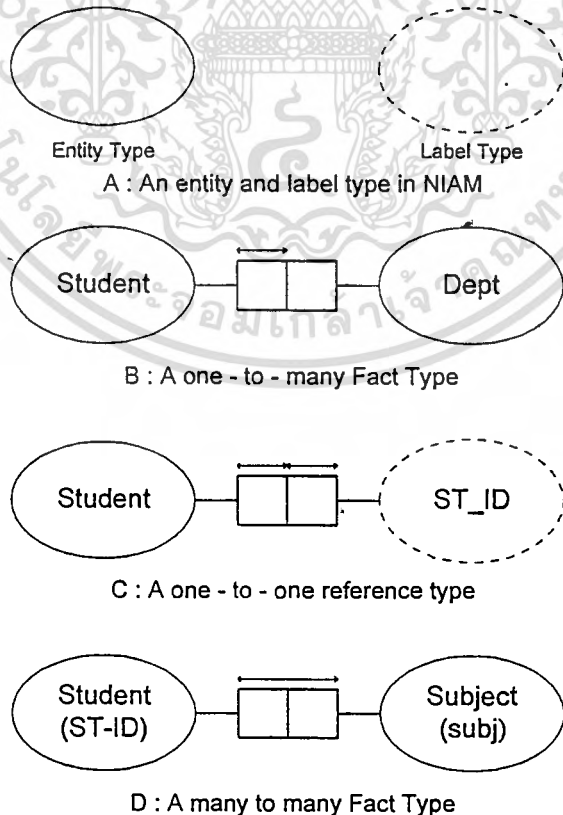 Entity Type
Label Type
A : An entity and label type in NIAM
Student
Dept
B : A one - to - many Fact Type
Student
ST_ID
C : A one - to - one reference type
Student
(ST-ID)
Subject
(subj)
D : A many to many Fact Type